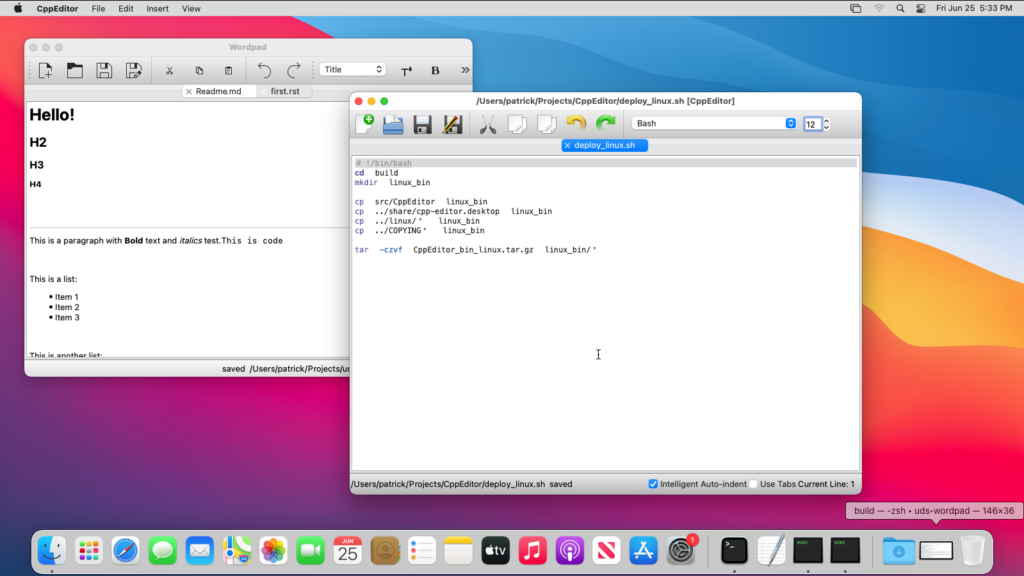 CppEditor File Edit Insert View
Fri Jun 25 5:33 PM
Wordpad
Title
B
»
Readme.md first.rst
Hello!
H2
H3
H4
This is a paragraph with Bold text and italics test.This is code
This is a list:
• Item 1
• Item 2
• Item 3
This is another list:
saved /Users/patrick/Projects/
/Users/patrick/Projects/CppEditor/deploy_linux.sh [CppEditor]
Bash
12
deploy_linux.sh
# !/bin/bash
cd build
mkdir linux_bin
cp src/CppEditor linux_bin
cp ../share/cpp-editor.desktop linux_bin
cp ../linux/* linux_bin
cp ../COPYING* linux_bin
tar -czvf CppEditor_bin_linux.tar.gz linux_bin/*
/Users/patrick/Projects/CppEditor/deploy_linux.sh saved
Intelligent Auto-indent Use Tabs Current Line: 1
build — -zsh • uds-wordpad — 146×36
JUN
25
tv
1
exec
exec